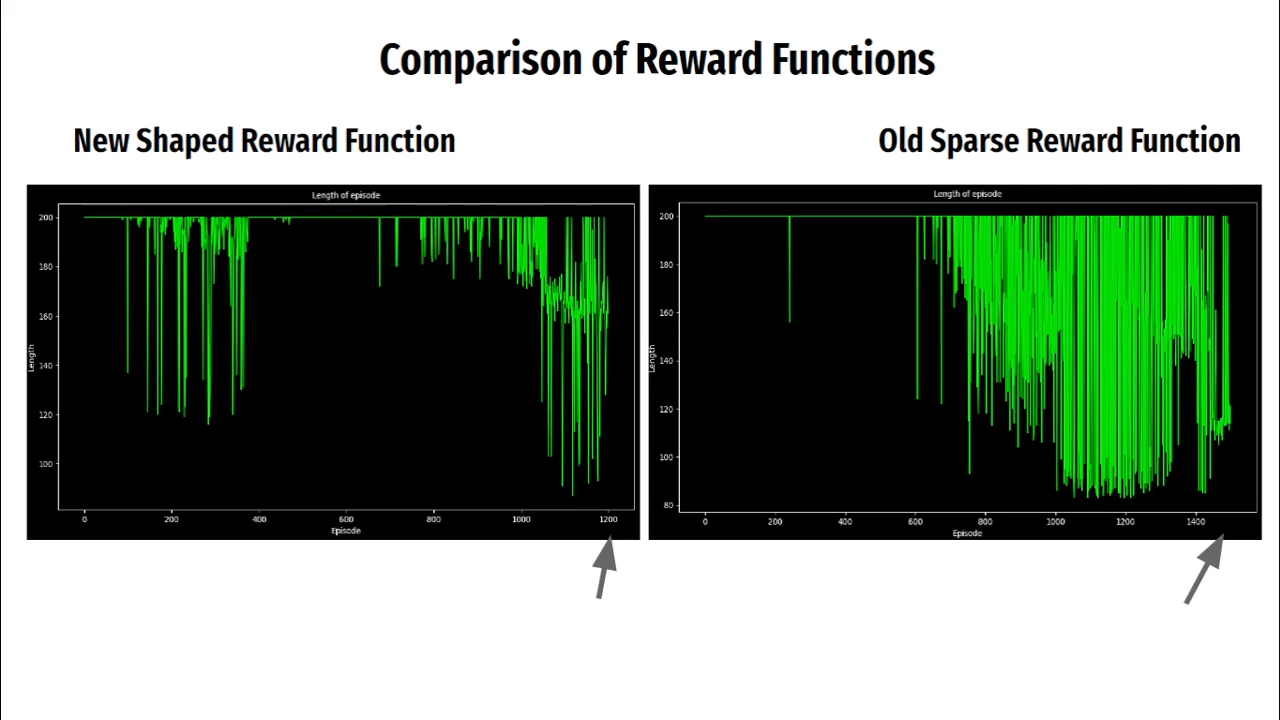 Comparison of Reward Functions
New Shaped Reward Function
Old Sparse Reward Function
Length of episode
200
180
160
140
120
100
Length
0 200 400 600 800 1000 1200
Episode
Length of episode
200
180
160
140
120
100
80
Length
0 200 400 600 800 1000 1200 1400
Episode